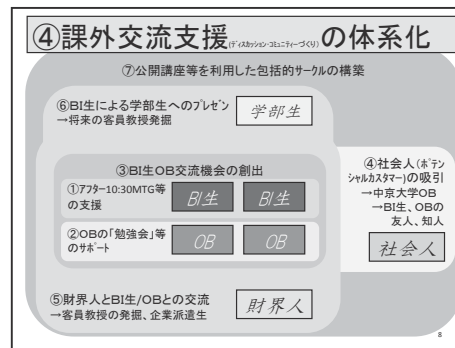 ④課外交流支援(ﾃﾞｨｽｶｯｼｮﾝ・ｺﾐｭﾆﾃｨｰづくり)の体系化
⑦公開講座等を利用した包括的ｻｰｸﾙの構築
⑥BI生による学部生へのﾌﾟﾚｾﾞﾝ
→将来の客員教授発掘
学部生
③BI生OB交流機会の創出
①ｱﾌﾀｰ10:30MTG等
の支援
BI生
BI生
②OBの「勉強会」等
のｻﾎﾟｰﾄ
OB
OB
④社会人(ﾎﾟﾃﾝ
ｼｬﾙｶｽﾀﾏｰ)の吸引
→中京大学OB
→BI生、OBの
友人、知人
社会人
⑤財界人とBI生/OBとの交流
→客員教授の発掘、企業派遣生
財界人
8